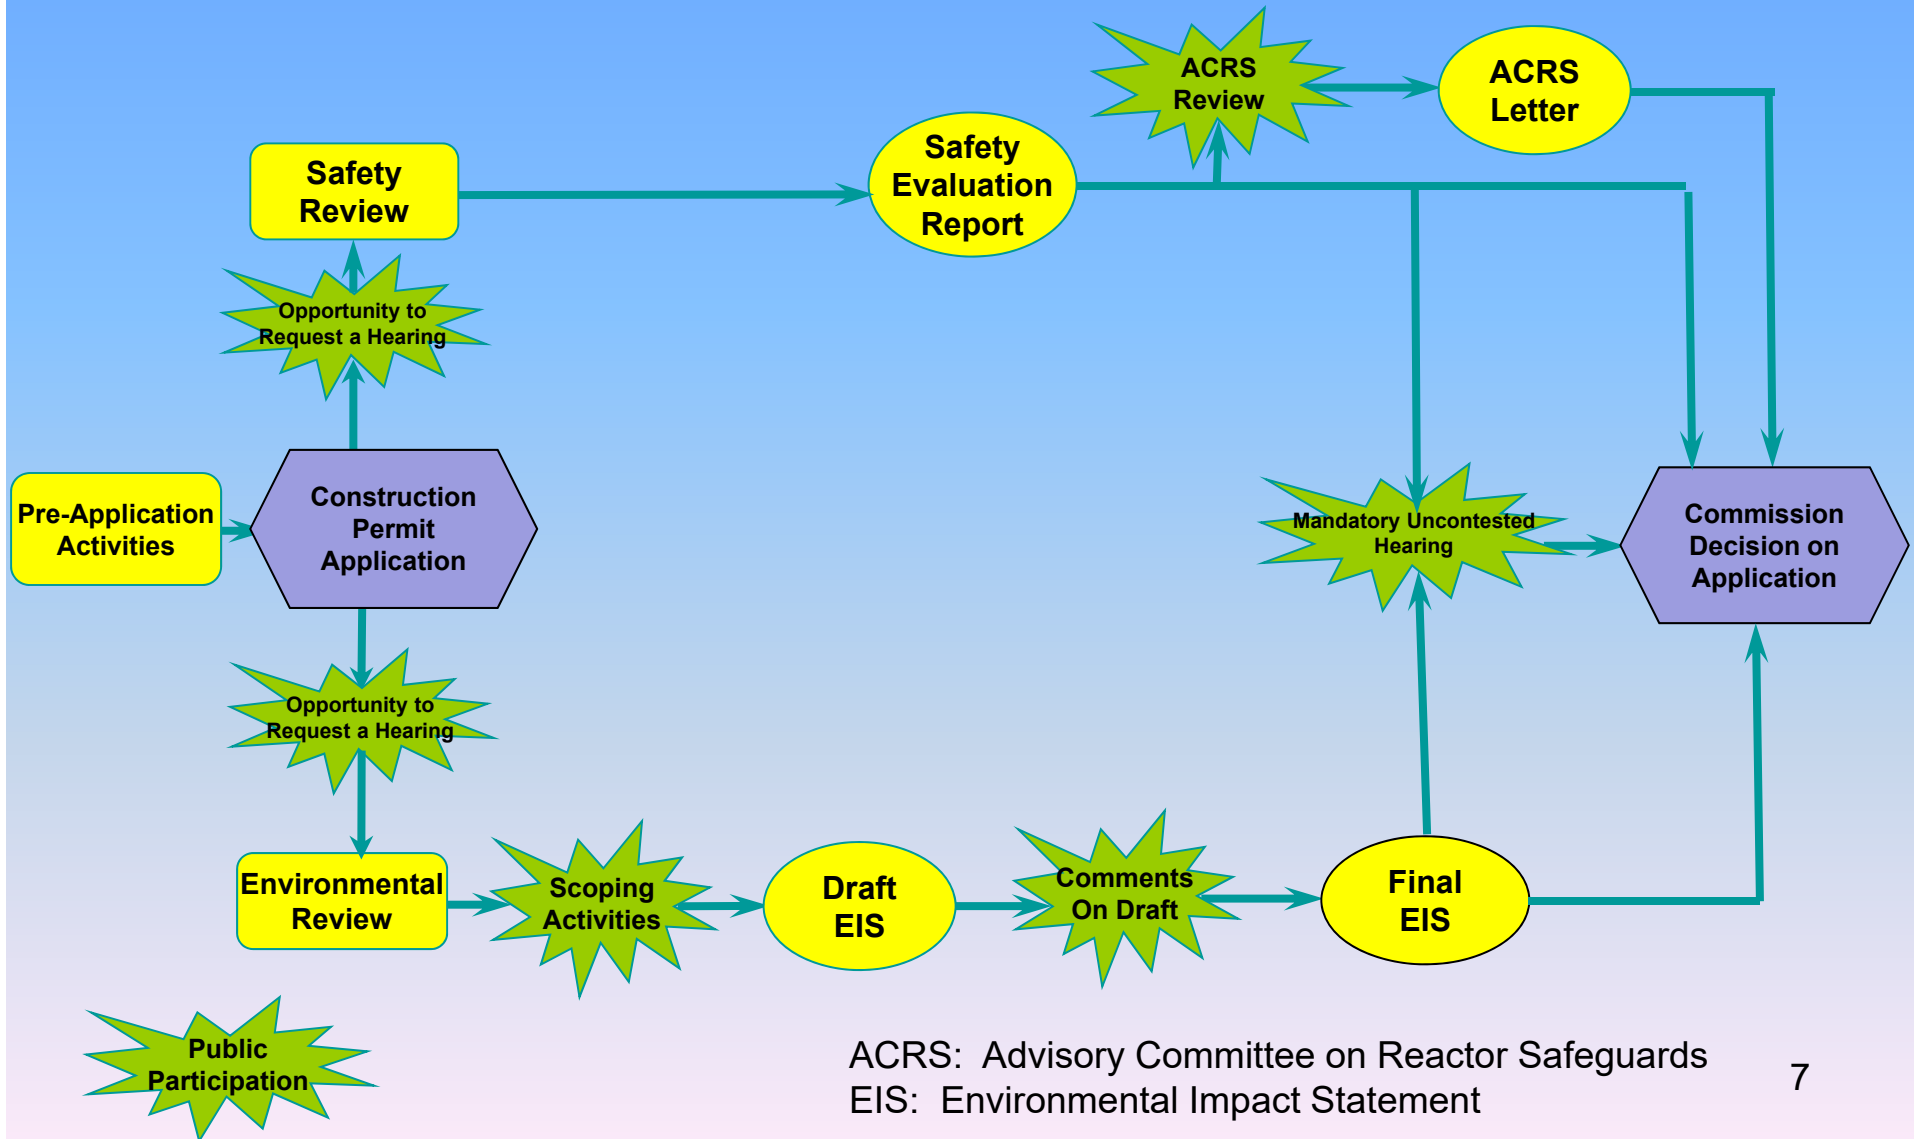 ACRS
Review
ACRS
Letter
Safety
Review
Safety
Evaluation
Report
Opportunity to
Request a Hearing
Pre-Application
Activities
Construction
Permit
Application
Mandatory Uncontested
Hearing
Commission
Decision on
Application
Opportunity to
Request a Hearing
Environmental
Review
Scoping
Activities
Draft
EIS
Comments
On Draft
Final
EIS
Public
Participation
ACRS:  Advisory Committee on Reactor Safeguards
EIS:  Environmental Impact Statement
7